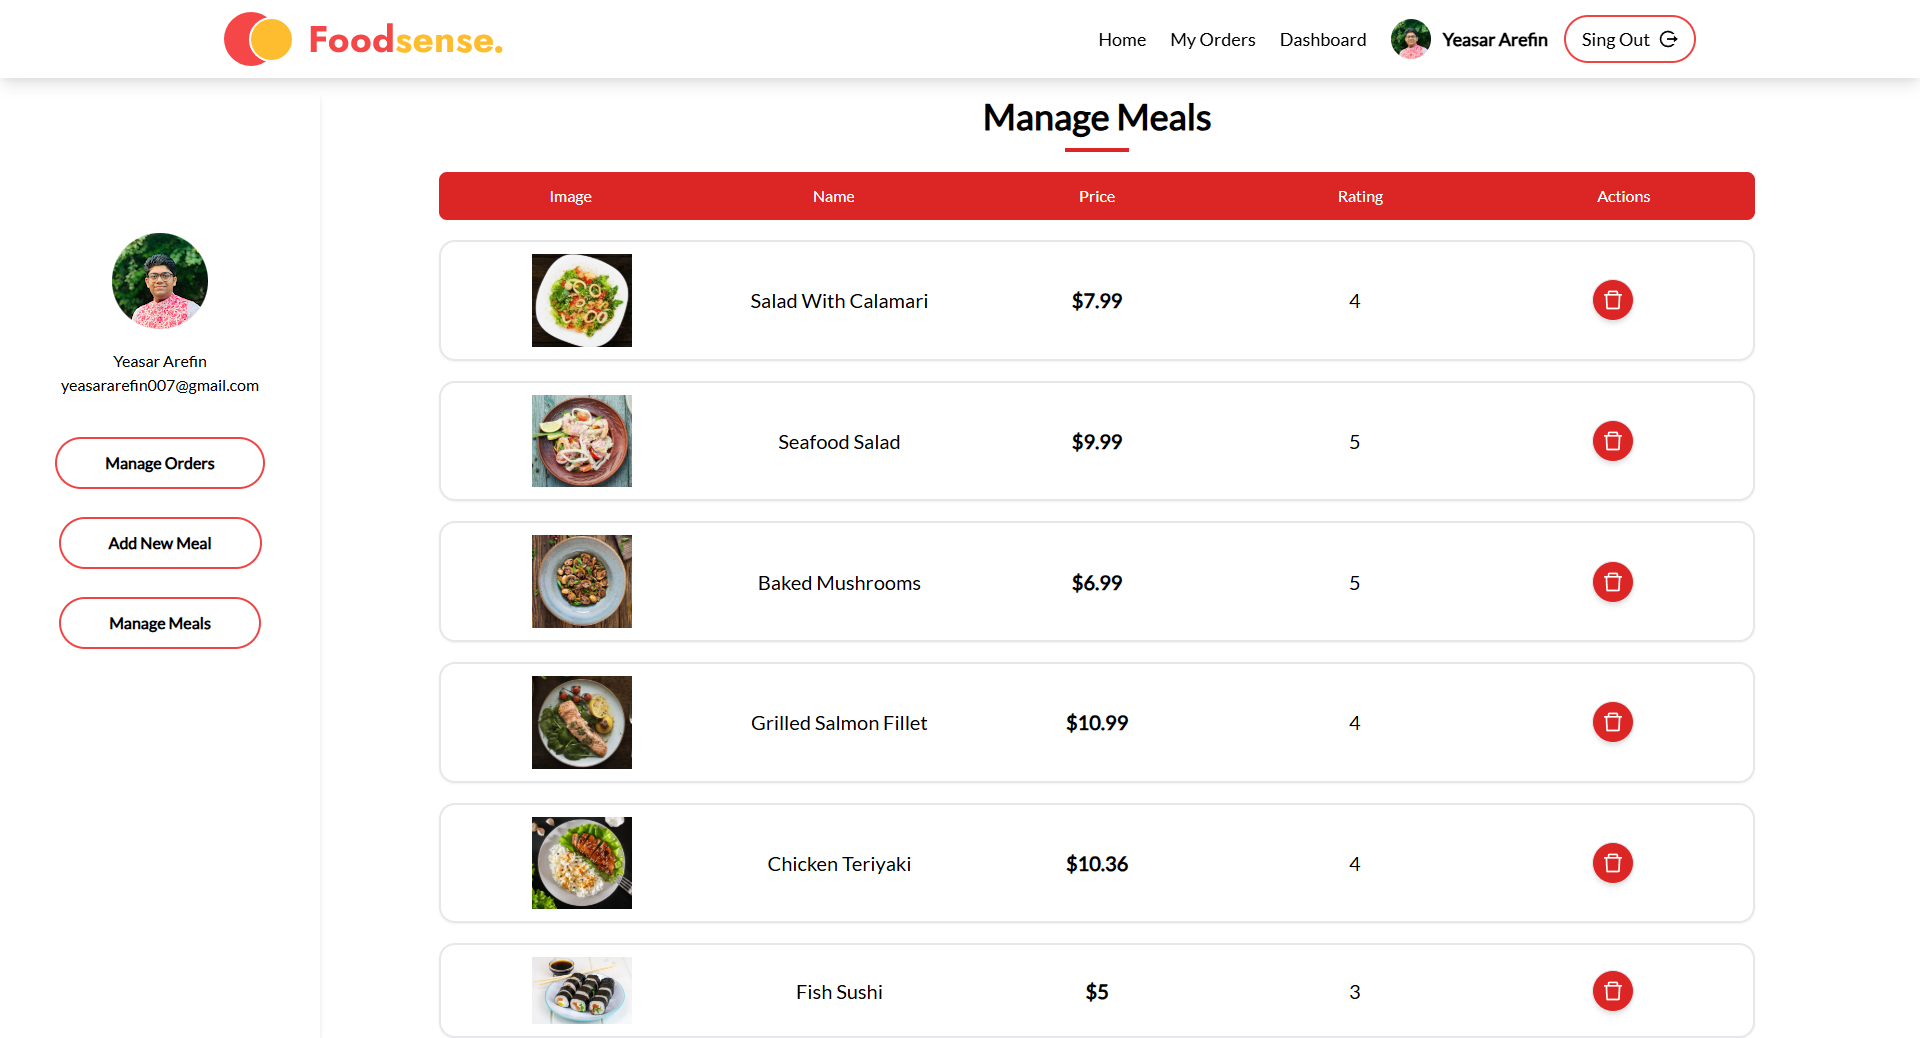 Foodsense.
Home My Orders Dashboard Yeasar Arefin Sing Out
Manage Meals
Image Name Price Rating Actions
Yeasar Arefin
yeasararefin007@gmail.com
Manage Orders
Add New Meal
Manage Meals
Salad With Calamari $7.99 4
Seafood Salad $9.99 5
Baked Mushrooms $6.99 5
Grilled Salmon Fillet $10.99 4
Chicken Teriyaki $10.36 4
Fish Sushi $5 3